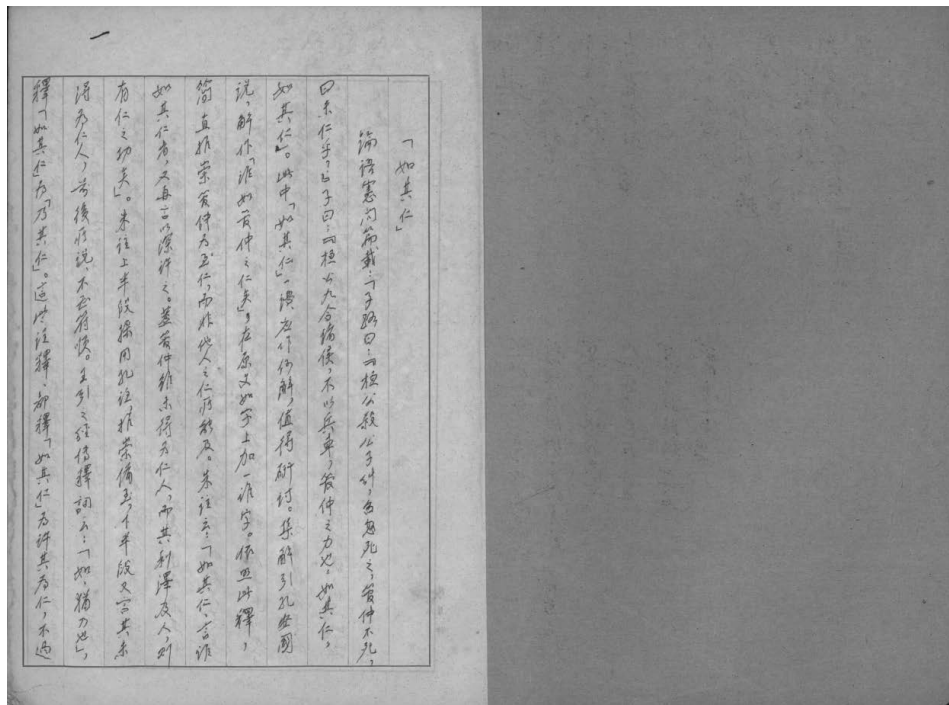 一
「如其仁」
論語憲問篇載：「子路曰：『桓公殺公子糾，召忽死之，管仲不死，
曰未仁乎』，子曰：『桓公九合諸侯，不以兵車，管仲之力也，如其仁，
如其仁』。此中「如其仁」一讀，應作何解，值得研討。集解引孔安國
說，解作「誰如管仲之仁矣」，在原文如字上加一誰字。依照此釋，
簡直推崇管仲為至仁，而非他人之仁所能及。朱注云：「如其仁，言誰
如其仁者，又再言以深許之。蓋管仲雖未得為仁人，而其利澤及人，則
有仁之功矣」。朱注上半段採用孔注推崇備至，下半段又言其未
得為仁人，前後所說，不甚符順。王引之經傳釋詞云：「如，猶乃也」，
釋「如其仁」為「乃其仁」。這些注釋，都釋「如其仁」為許其為仁，不過